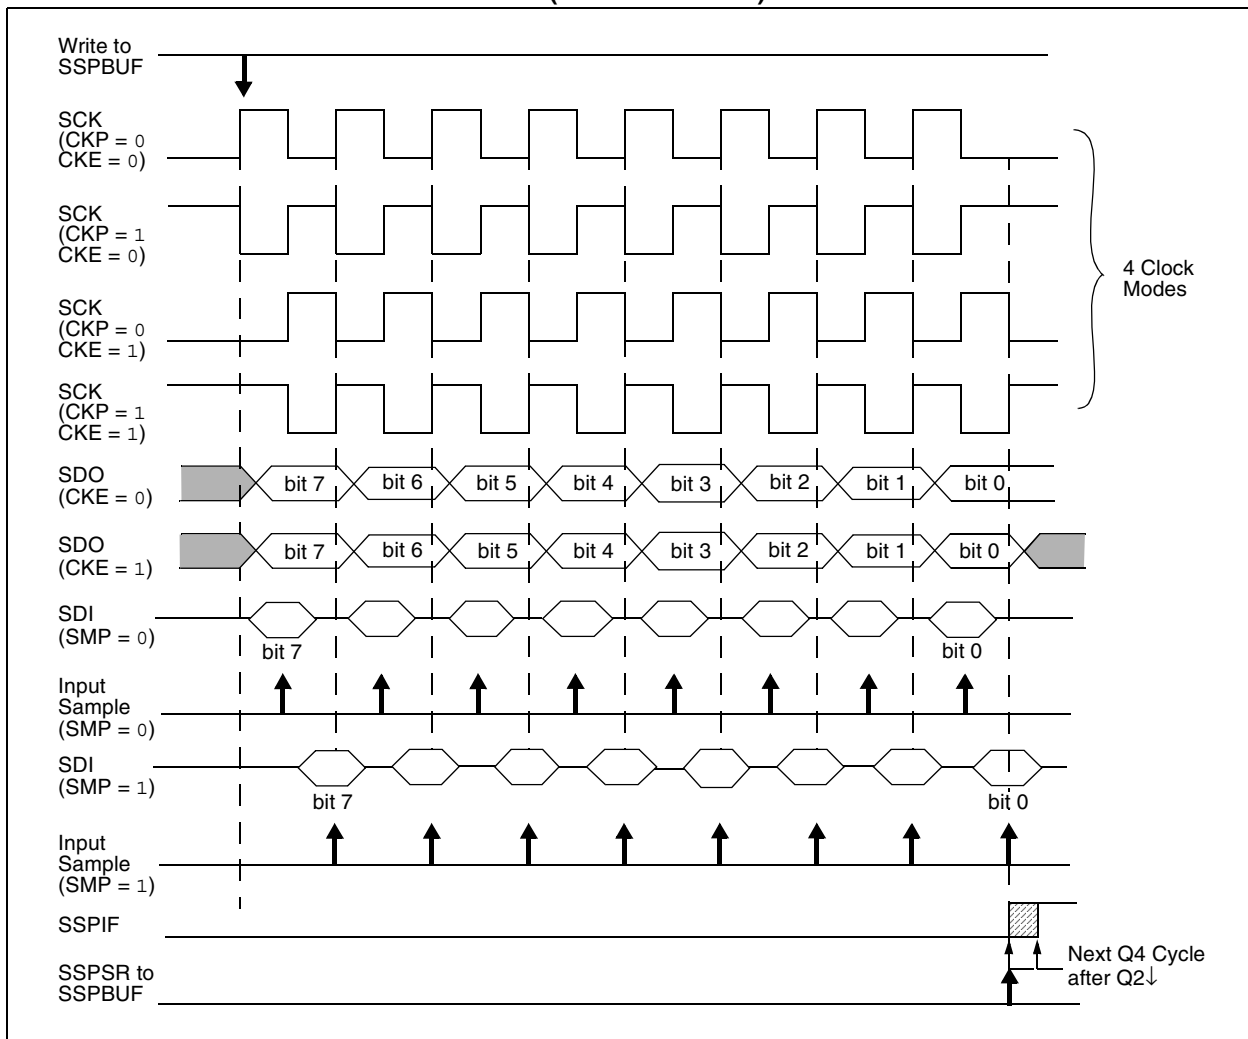 Write to
SSPBUF
SCK
(CKP = 0
CKE = 0)
SCK
(CKP = 1
CKE = 0)
SCK
(CKP = 0
CKE = 1)
SCK
(CKP = 1
CKE = 1)
4 Clock
Modes
SDO
(CKE = 0)
bit 7 bit 6 bit 5 bit 4 bit 3 bit 2 bit 1 bit 0
SDO
(CKE = 1)
bit 7 bit 6 bit 5 bit 4 bit 3 bit 2 bit 1 bit 0
SDI
(SMP = 0)
bit 7 bit 0
Input
Sample
(SMP = 0)
SDI
(SMP = 1)
bit 7 bit 0
Input
Sample
(SMP = 1)
SSPIF
Next Q4 Cycle
after Q2↓
SSPSR to
SSPBUF